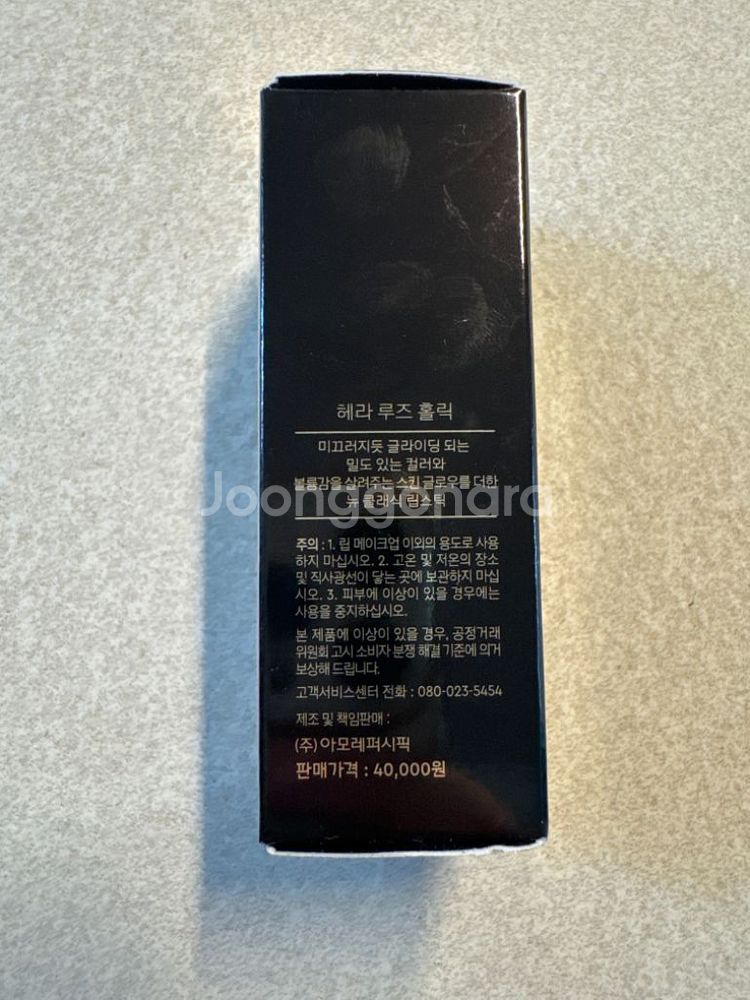 헤라 루즈 홀릭
미끄러지듯 글라이딩 되는
밀도 있는 컬러와
볼륨감을 살려주는 스킨 글로우를 더한
뉴 클래식 립스틱
Joonggonara
주의 : 1. 립 메이크업 이외의 용도로 사용
하지 마십시오. 2. 고온 및 저온의 장소
및 직사광선이 닿는 곳에 보관하지 마십
시오. 3. 피부에 이상이 있을 경우에는
사용을 중지하십시오.
본 제품에 이상이 있을 경우, 공정거래
위원회 고시 소비자 분쟁 해결 기준에 의거
보상해 드립니다.
고객서비스센터 전화 : 080-023-5454
제조 및 책임판매 :
(주)아모레퍼시픽
판매가격 : 40,000원